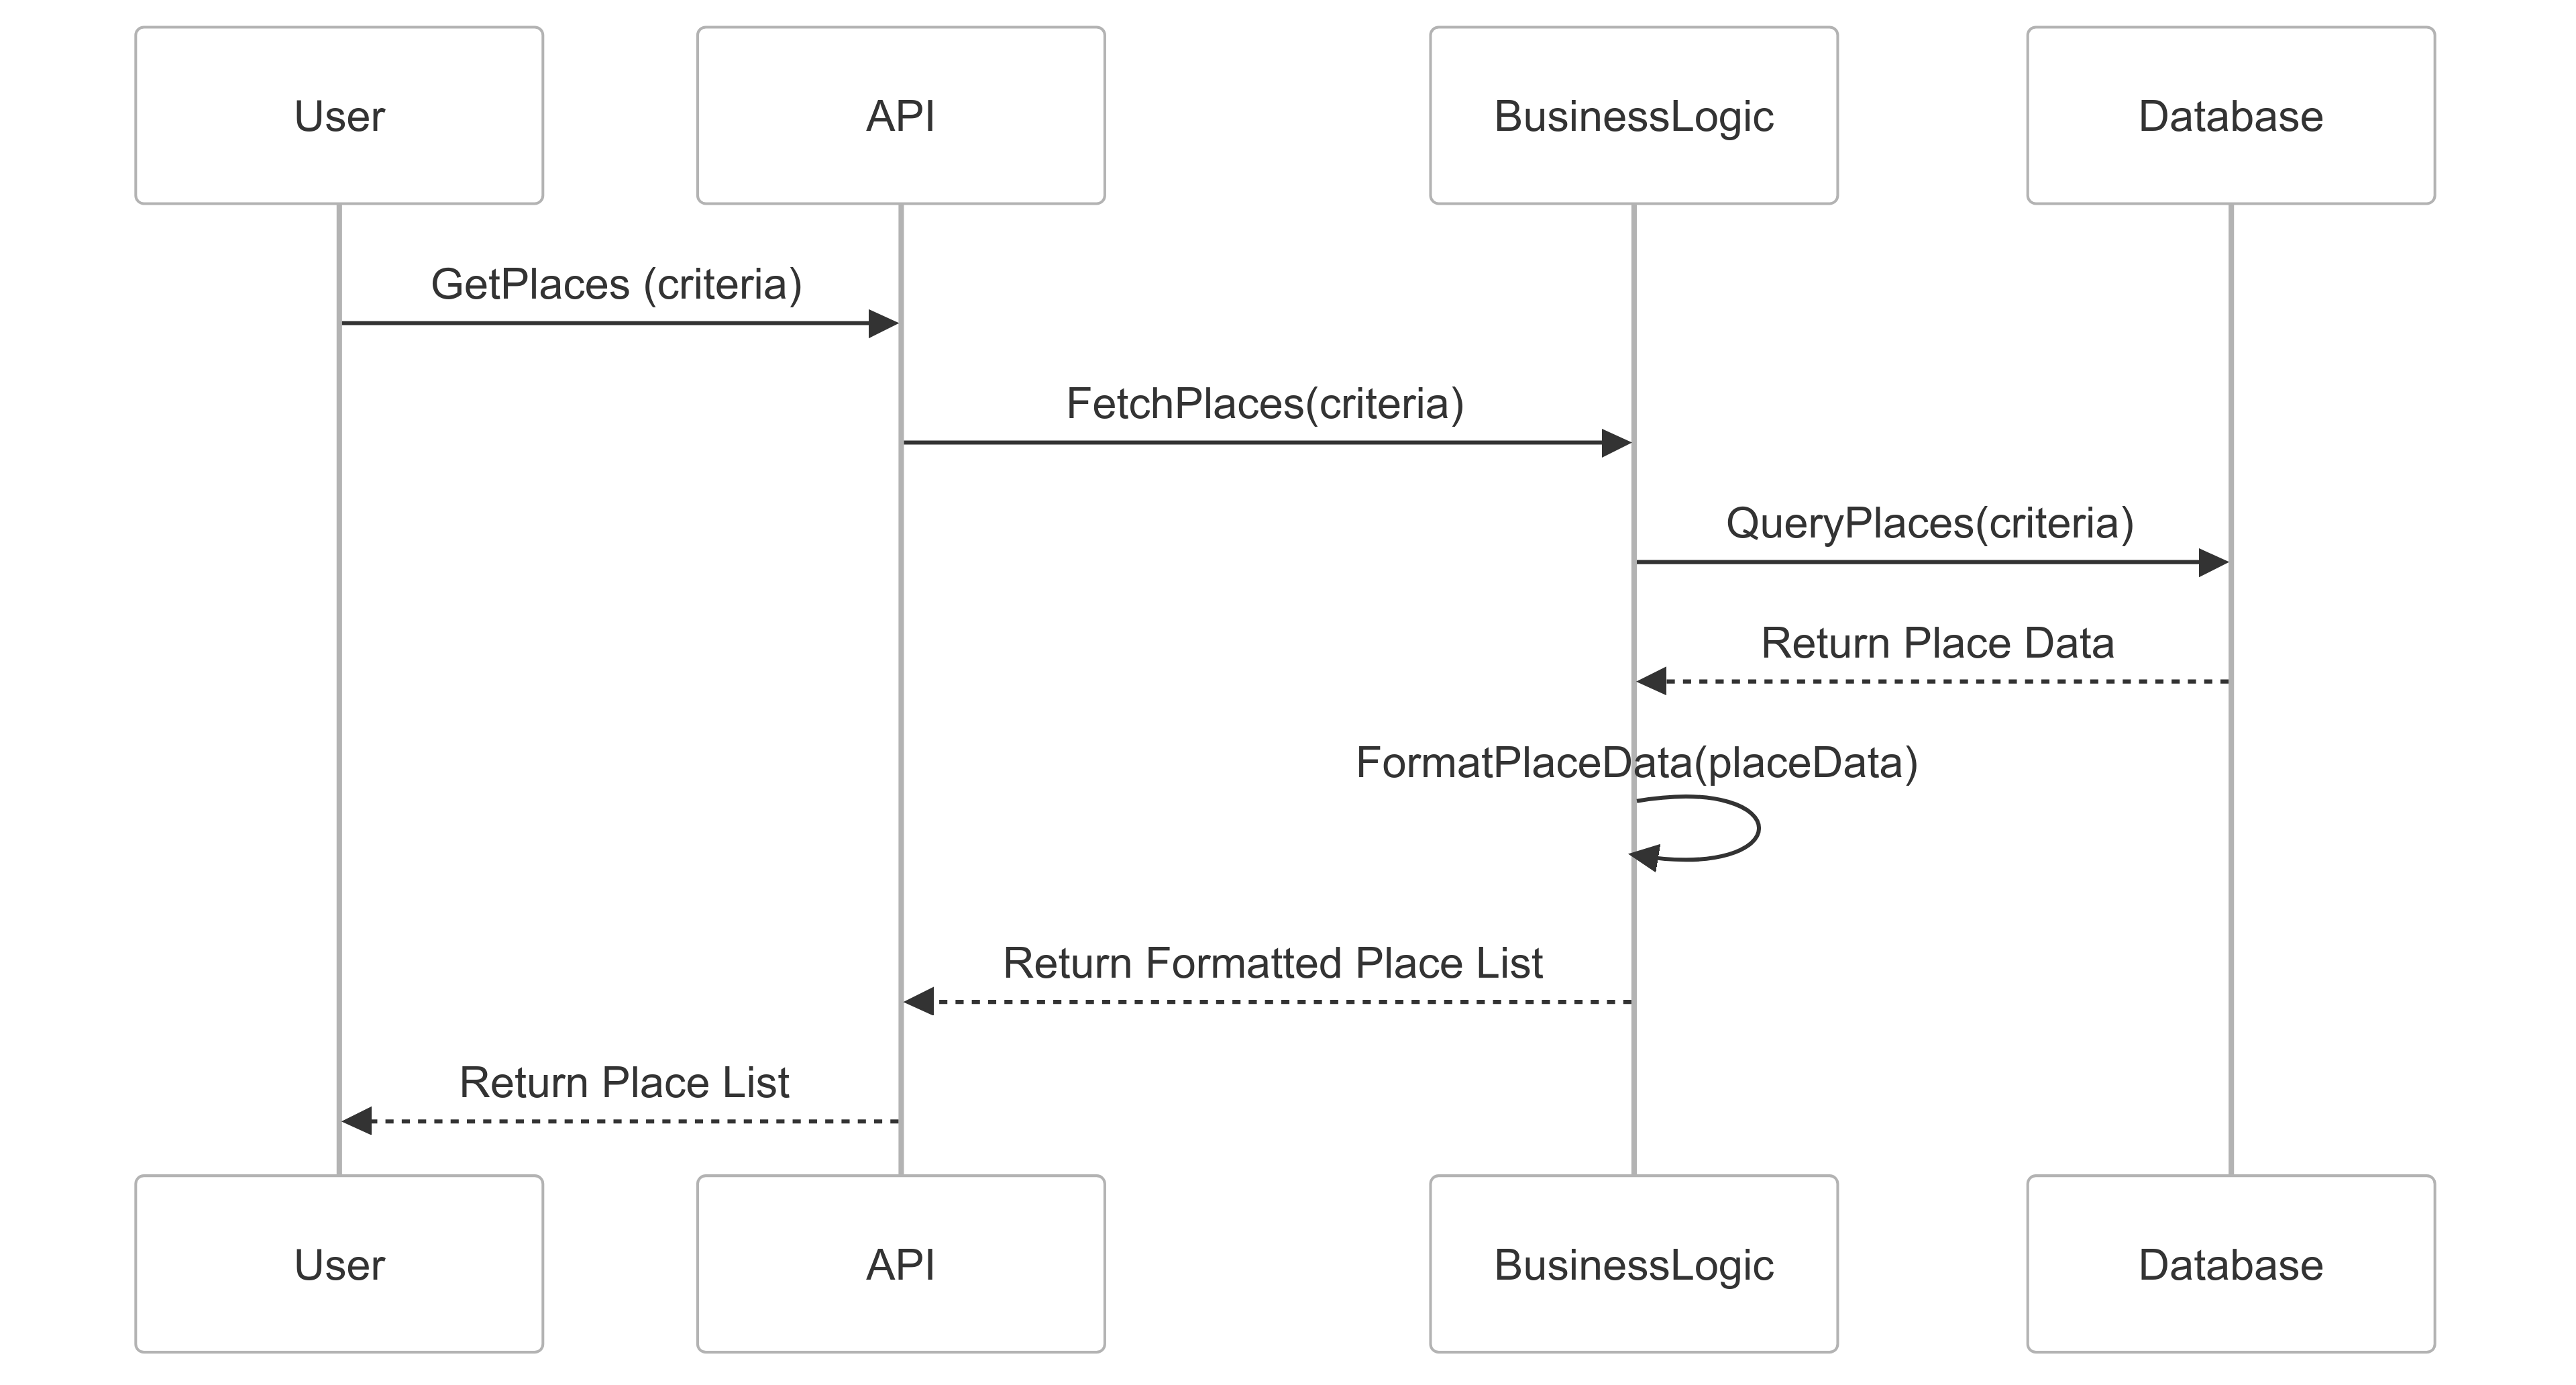 User
API
BusinessLogic
Database
GetPlaces (criteria)
FetchPlaces(criteria)
QueryPlaces(criteria)
Return Place Data
FormatPlaceData(placeData)
Return Formatted Place List
Return Place List
User
API
BusinessLogic
Database